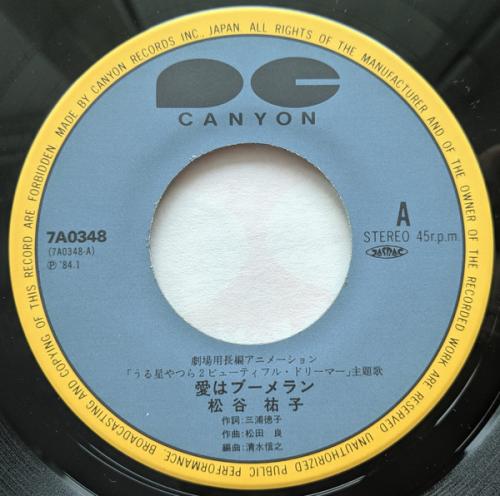 MADE BY CANYON RECORDS INC., JAPAN ALL RIGHTS OF THE MANUFACTURER AND OF THE OWNER OF THE RECORDED WORK ARE RESERVED UNAUTHORIZED PUBLIC PERFORMANCE, BROADCASTING AND COPYING OF THIS RECORD ARE FORBIDDEN
CANYON
7A0348
(7A0348-A)
Ⓟ '84.1
A
STEREO 45r.p.m.
JASRAC
劇場用長編アニメーション
「うる星やつら2ビューティフル・ドリーマー」主題歌
愛はブーメラン
松谷 祐子
作詞:三浦徳子
作曲:松田 良
編曲:清水信之